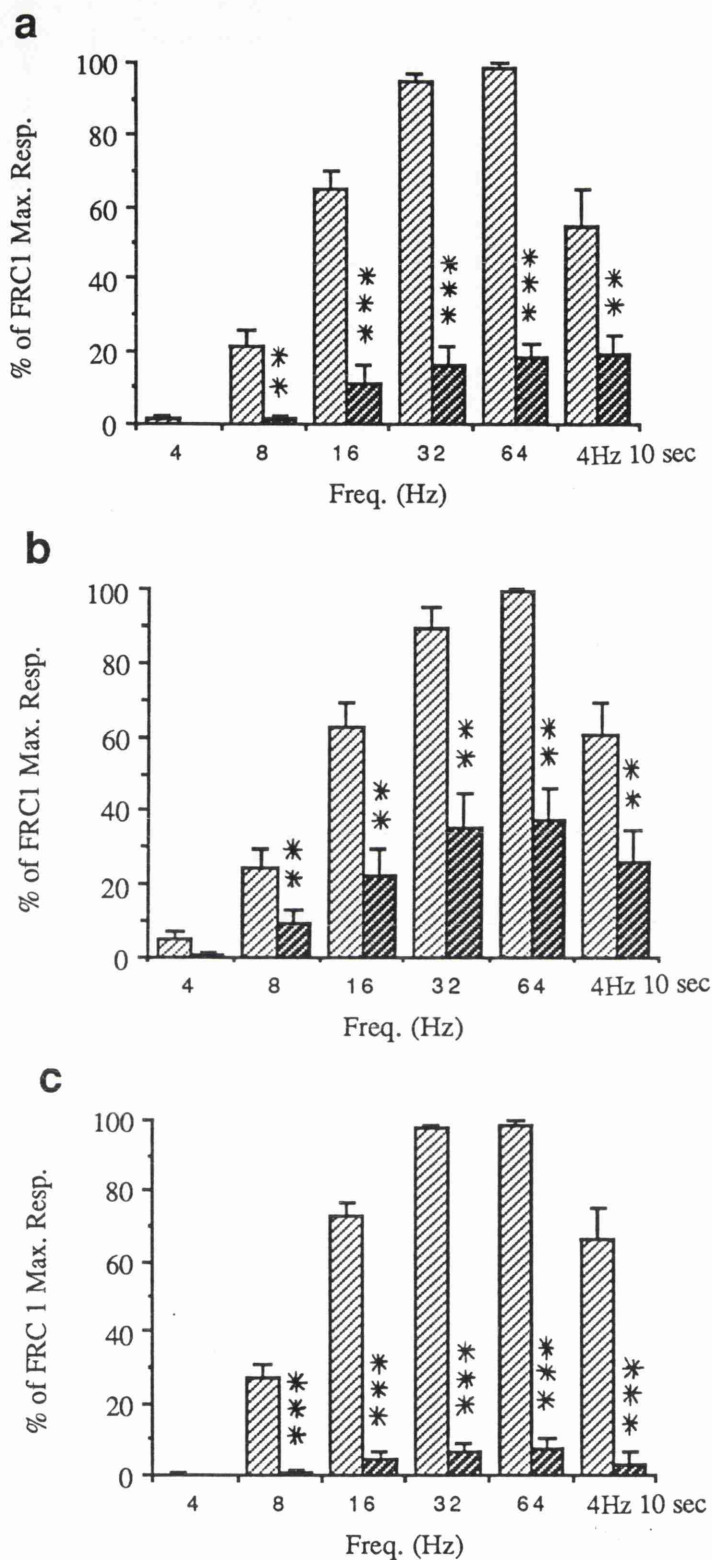 a
% of FRC1 Max. Resp.
100
80
60
40
20
0
** *** *** *** **
4 8 16 32 64 4Hz 10 sec
Freq. (Hz)
b
% of FRC1 Max. Resp.
100
80
60
40
20
0
** ** ** ** **
4 8 16 32 64 4Hz 10 sec
Freq. (Hz)
c
% of FRC 1 Max. Resp.
100
80
60
40
20
0
*** *** *** *** ***
4 8 16 32 64 4Hz 10 sec
Freq. (Hz)